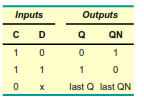 Inputs Outputs
C D Q QN
1 0 0 1
1 1 1 0
0 x last Q last QN